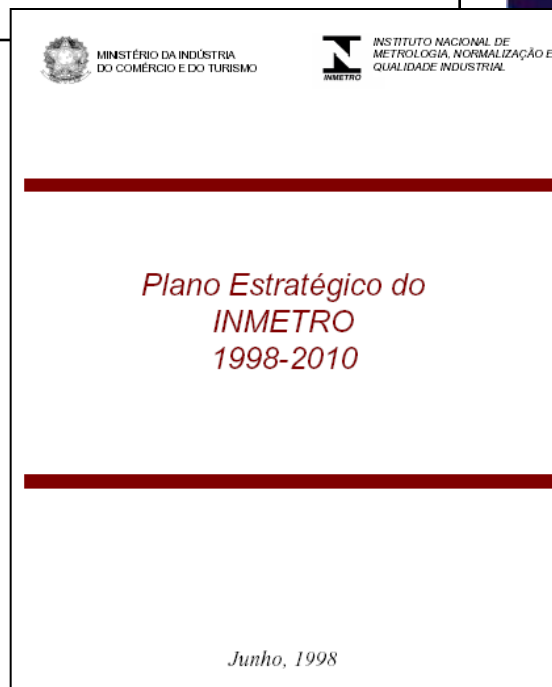 MINISTÉRIO DA INDÚSTRIA
DO COMÉRCIO E DO TURISMO
INMETRO
INSTITUTO NACIONAL DE
METROLOGIA, NORMALIZAÇÃO E
QUALIDADE INDUSTRIAL
Plano Estratégico do
INMETRO
1998-2010
Junho, 1998